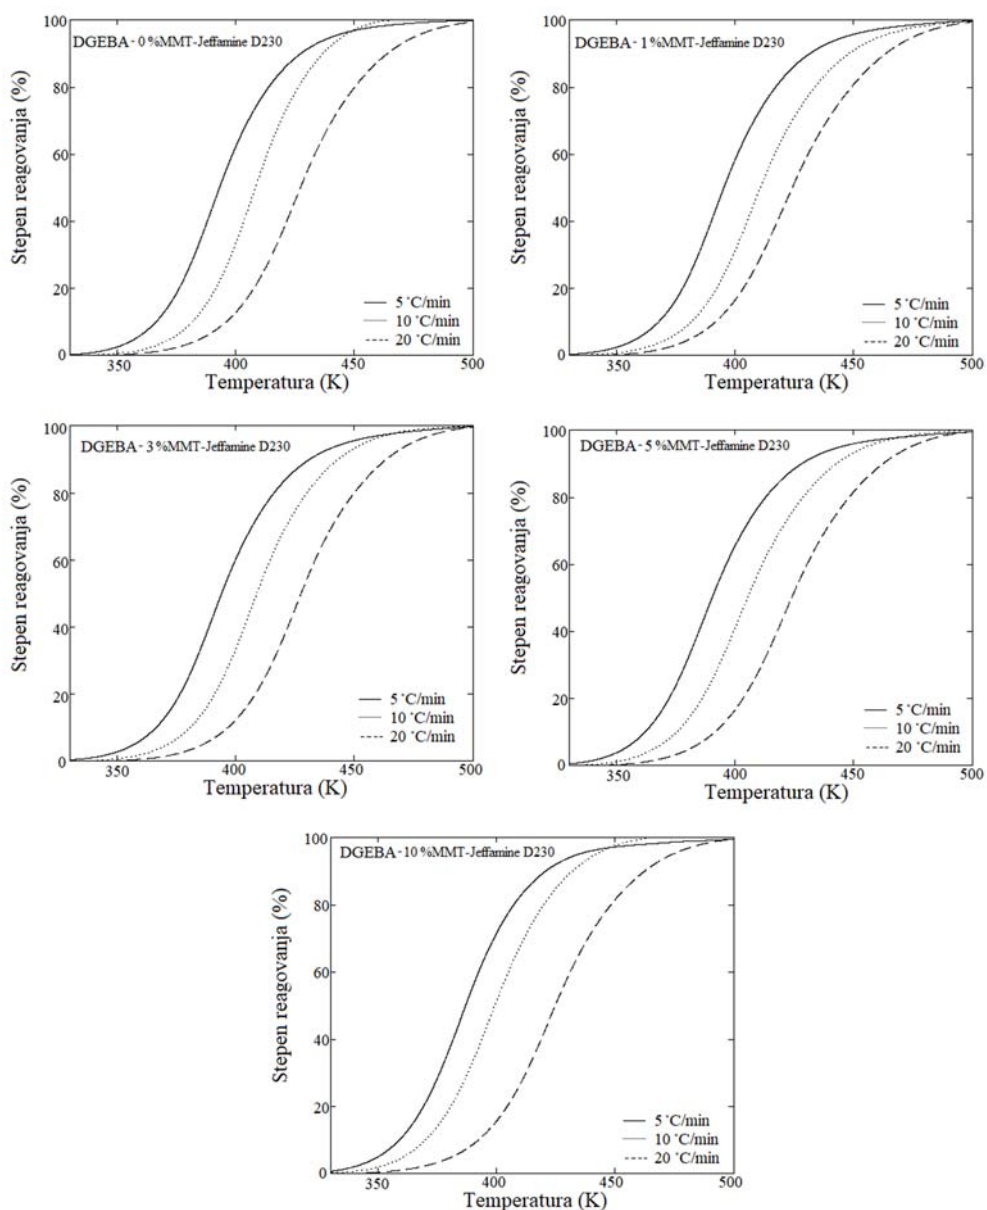 DGEBA - 0 %MMT-Jeffamine D230
Stepen reagovanja (%)
100
80
60
40
20
0
5 ˚C/min
10 ˚C/min
20 ˚C/min
350
400
450
500
Temperatura (K)
DGEBA - 1 %MMT-Jeffamine D230
Stepen reagovanja (%)
100
80
60
40
20
0
5 ˚C/min
10 ˚C/min
20 ˚C/min
350
400
450
500
Temperatura (K)
DGEBA - 3 %MMT-Jeffamine D230
Stepen reagovanja (%)
100
80
60
40
20
0
5 ˚C/min
10 ˚C/min
20 ˚C/min
350
400
450
500
Temperatura (K)
DGEBA - 5 %MMT-Jeffamine D230
Stepen reagovanja (%)
100
80
60
40
20
0
5 ˚C/min
10 ˚C/min
20 ˚C/min
350
400
450
500
Temperatura (K)
DGEBA - 10 %MMT-Jeffamine D230
Stepen reagovanja (%)
100
80
60
40
20
0
5 ˚C/min
10 ˚C/min
20 ˚C/min
350
400
450
500
Temperatura (K)